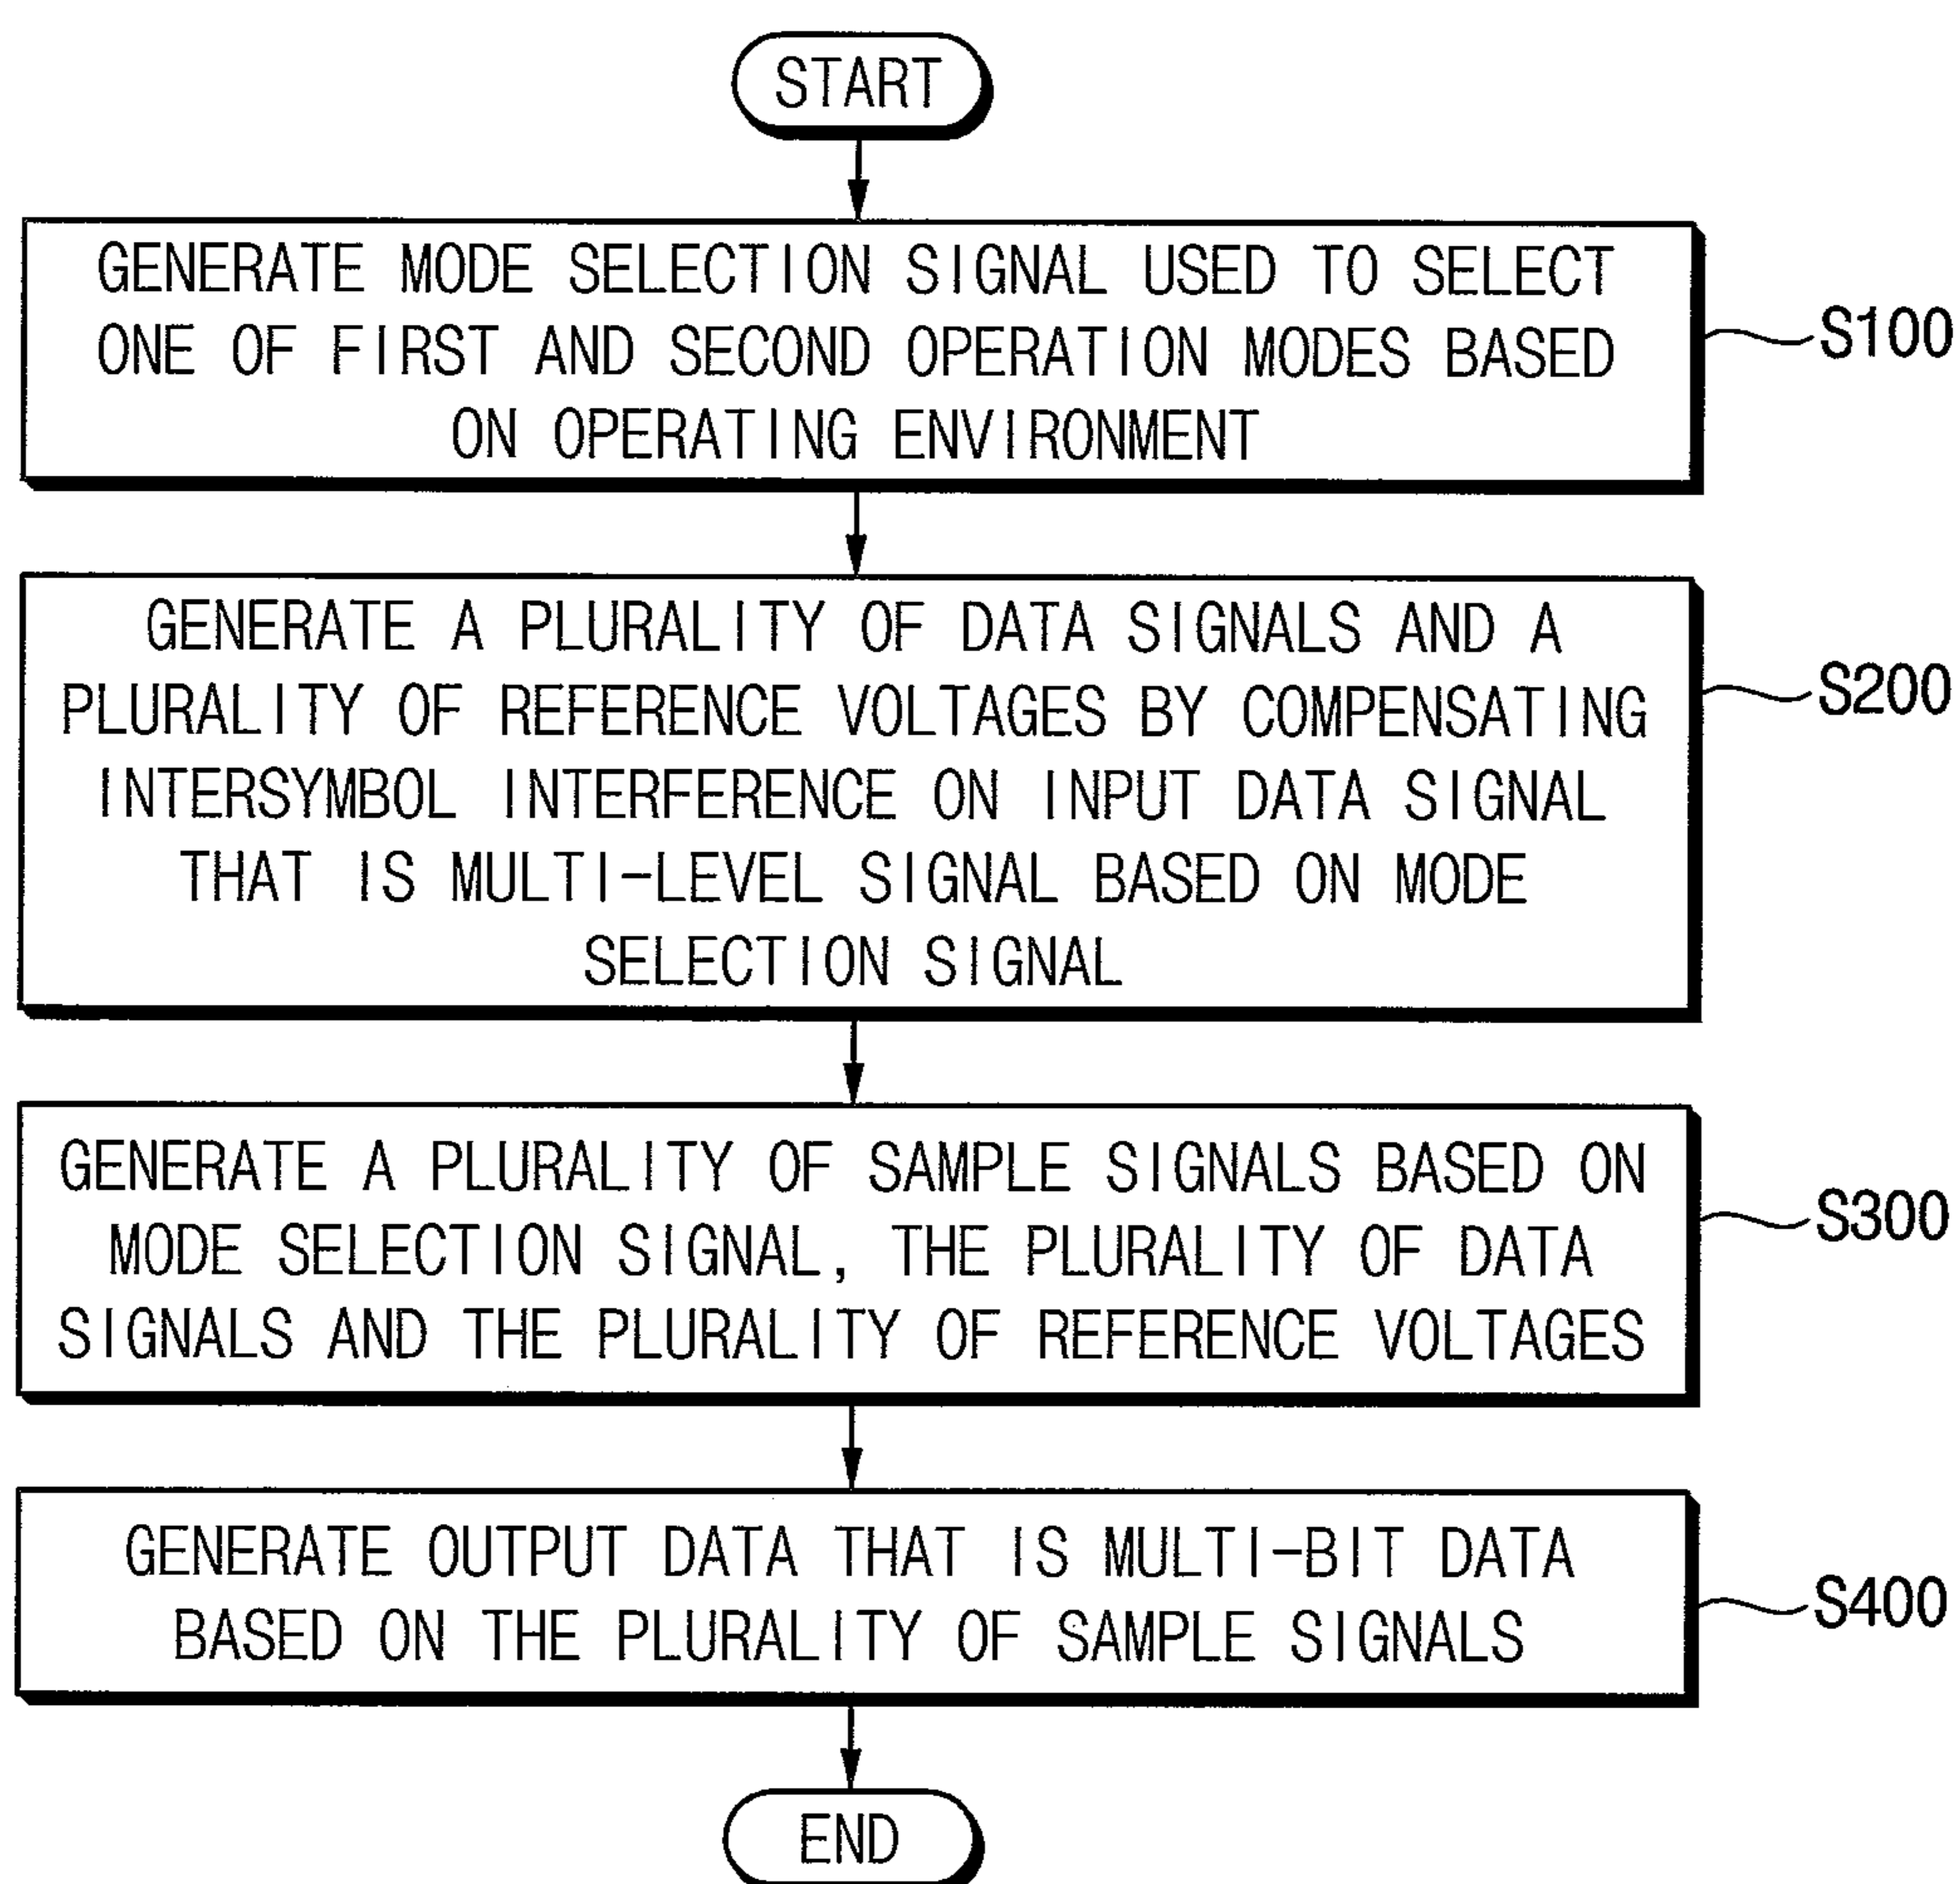 START
GENERATE MODE SELECTION SIGNAL USED TO SELECT
ONE OF FIRST AND SECOND OPERATION MODES BASED
ON OPERATING ENVIRONMENT
S100
GENERATE A PLURALITY OF DATA SIGNALS AND A
PLURALITY OF REFERENCE VOLTAGES BY COMPENSATING
INTERSYMBOL INTERFERENCE ON INPUT DATA SIGNAL
THAT IS MULTI-LEVEL SIGNAL BASED ON MODE
SELECTION SIGNAL
S200
GENERATE A PLURALITY OF SAMPLE SIGNALS BASED ON
MODE SELECTION SIGNAL, THE PLURALITY OF DATA
SIGNALS AND THE PLURALITY OF REFERENCE VOLTAGES
S300
GENERATE OUTPUT DATA THAT IS MULTI-BIT DATA
BASED ON THE PLURALITY OF SAMPLE SIGNALS
S400
END